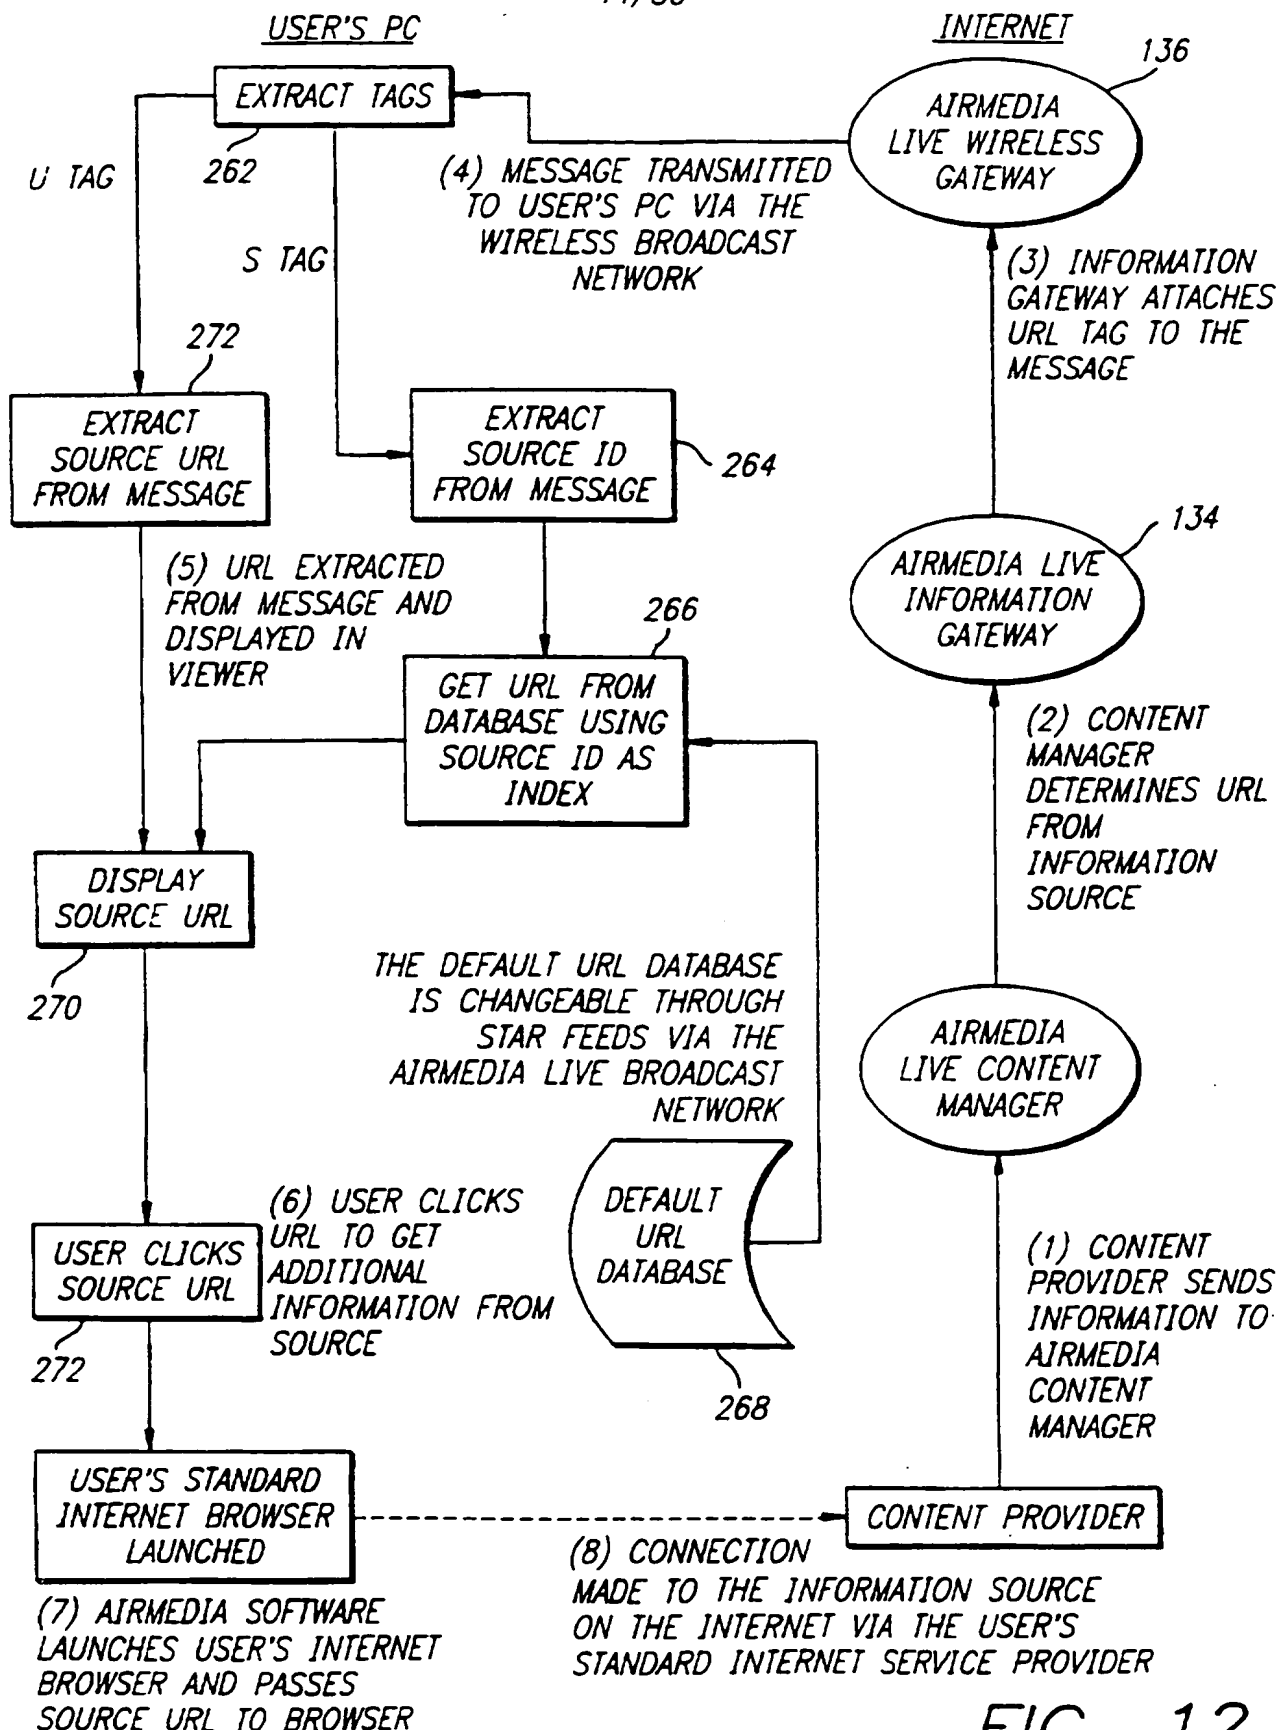 USER'S PC
INTERNET
136
EXTRACT TAGS
AIRMEDIA
LIVE WIRELESS
GATEWAY
262
U TAG
S TAG
(4) MESSAGE TRANSMITTED
TO USER'S PC VIA THE
WIRELESS BROADCAST
NETWORK
(3) INFORMATION
GATEWAY ATTACHES
URL TAG TO THE
MESSAGE
272
EXTRACT
SOURCE URL
FROM MESSAGE
EXTRACT
SOURCE ID
FROM MESSAGE
264
134
AIRMEDIA LIVE
INFORMATION
GATEWAY
(5) URL EXTRACTED
FROM MESSAGE AND
DISPLAYED IN
VIEWER
266
GET URL FROM
DATABASE USING
SOURCE ID AS
INDEX
(2) CONTENT
MANAGER
DETERMINES URL
FROM
INFORMATION
SOURCE
DISPLAY
SOURCE URL
270
THE DEFAULT URL DATABASE
IS CHANGEABLE THROUGH
STAR FEEDS VIA THE
AIRMEDIA LIVE BROADCAST
NETWORK
AIRMEDIA
LIVE CONTENT
MANAGER
DEFAULT
URL
DATABASE
268
(6) USER CLICKS
URL TO GET
ADDITIONAL
INFORMATION FROM
SOURCE
USER CLICKS
SOURCE URL
272
(1) CONTENT
PROVIDER SENDS
INFORMATION TO
AIRMEDIA
CONTENT
MANAGER
USER'S STANDARD
INTERNET BROWSER
LAUNCHED
CONTENT PROVIDER
(8) CONNECTION
MADE TO THE INFORMATION SOURCE
ON THE INTERNET VIA THE USER'S
STANDARD INTERNET SERVICE PROVIDER
(7) AIRMEDIA SOFTWARE
LAUNCHES USER'S INTERNET
BROWSER AND PASSES
SOURCE URL TO BROWSER
FIG. 12